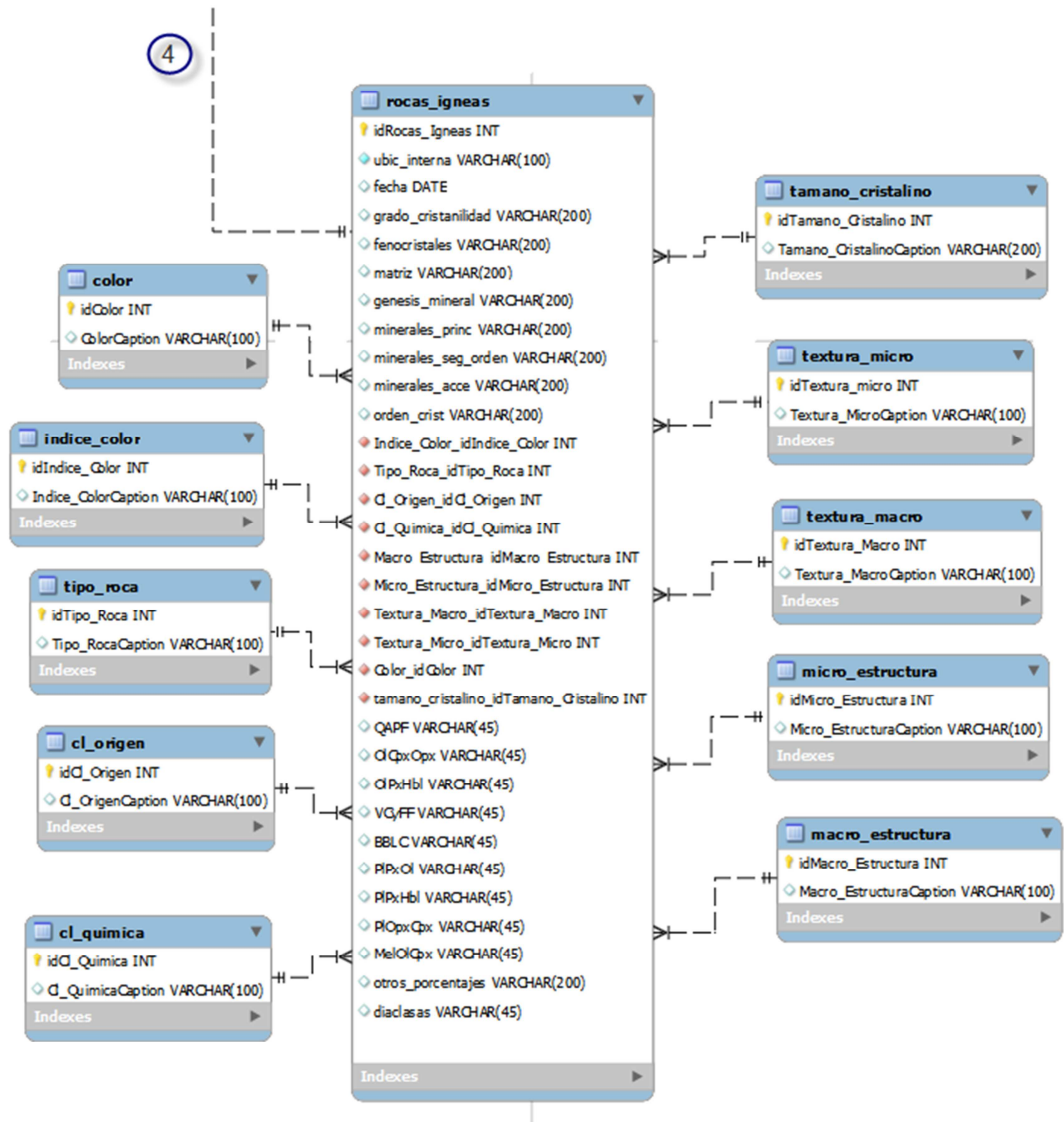 4
rocas_igneas
idRocas_Igneas INT
ubic_interna VARCHAR(100)
fecha DATE
grado_cristanilidad VARCHAR(200)
fenocristales VARCHAR(200)
matriz VARCHAR(200)
genesis_mineral VARCHAR(200)
minerales_princ VARCHAR(200)
minerales_seg_orden VARCHAR(200)
minerales_acce VARCHAR(200)
orden_crist VARCHAR(200)
Indice_Color_idIndice_Color INT
Tipo_Roca_idTipo_Roca INT
Cl_Origen_idCl_Origen INT
Cl_Quimica_idCl_Quimica INT
Macro_Estructura_idMacro_Estructura INT
Micro_Estructura_idMicro_Estructura INT
Textura_Macro_idTextura_Macro INT
Textura_Micro_idTextura_Micro INT
Color_idColor INT
tamano_cristalino_idTamano_Cristalino INT
QAPF VARCHAR(45)
OlCpxOpx VARCHAR(45)
OlPxHbl VARCHAR(45)
VCyFF VARCHAR(45)
BBLC VARCHAR(45)
PlPxOl VARCHAR(45)
PlPxHbl VARCHAR(45)
PlOpxCpx VARCHAR(45)
MelOlCpx VARCHAR(45)
otros_porcentajes VARCHAR(200)
diaclasas VARCHAR(45)
Indexes
color
idColor INT
ColorCaption VARCHAR(100)
Indexes
indice_color
idIndice_Color INT
Indice_ColorCaption VARCHAR(100)
Indexes
tipo_roca
idTipo_Roca INT
Tipo_RocaCaption VARCHAR(100)
Indexes
cl_origen
idCl_Origen INT
Cl_OrigenCaption VARCHAR(100)
Indexes
cl_quimica
idCl_Quimica INT
Cl_QuimicaCaption VARCHAR(100)
Indexes
tamano_cristalino
idTamano_Cristalino INT
Tamano_CristalinoCaption VARCHAR(200)
Indexes
textura_micro
idTextura_micro INT
Textura_MicroCaption VARCHAR(100)
Indexes
textura_macro
idTextura_Macro INT
Textura_MacroCaption VARCHAR(100)
Indexes
micro_estructura
idMicro_Estructura INT
Micro_EstructuraCaption VARCHAR(100)
Indexes
macro_estructura
idMacro_Estructura INT
Macro_EstructuraCaption VARCHAR(100)
Indexes